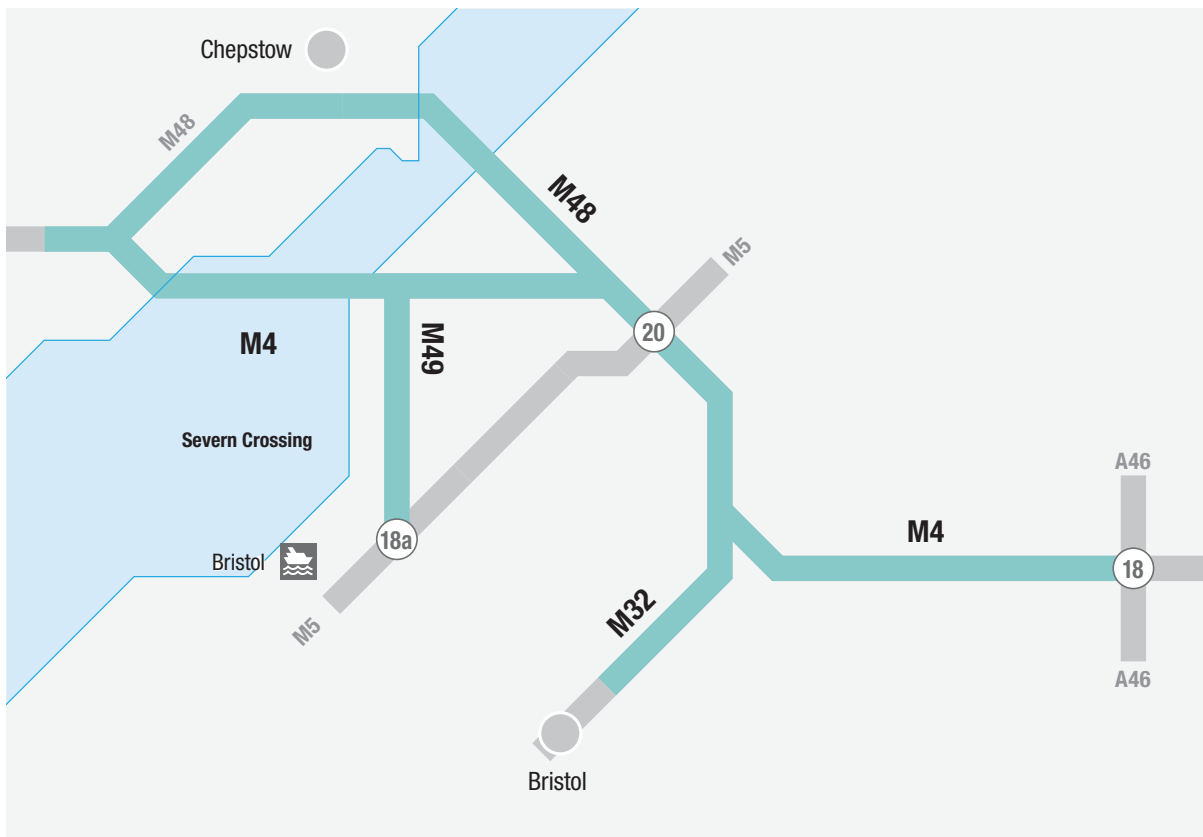 Chepstow
M48
M48
M5
20
M4
M49
Severn Crossing
A46
M4
18a
Bristol
18
M5
M32
A46
Bristol